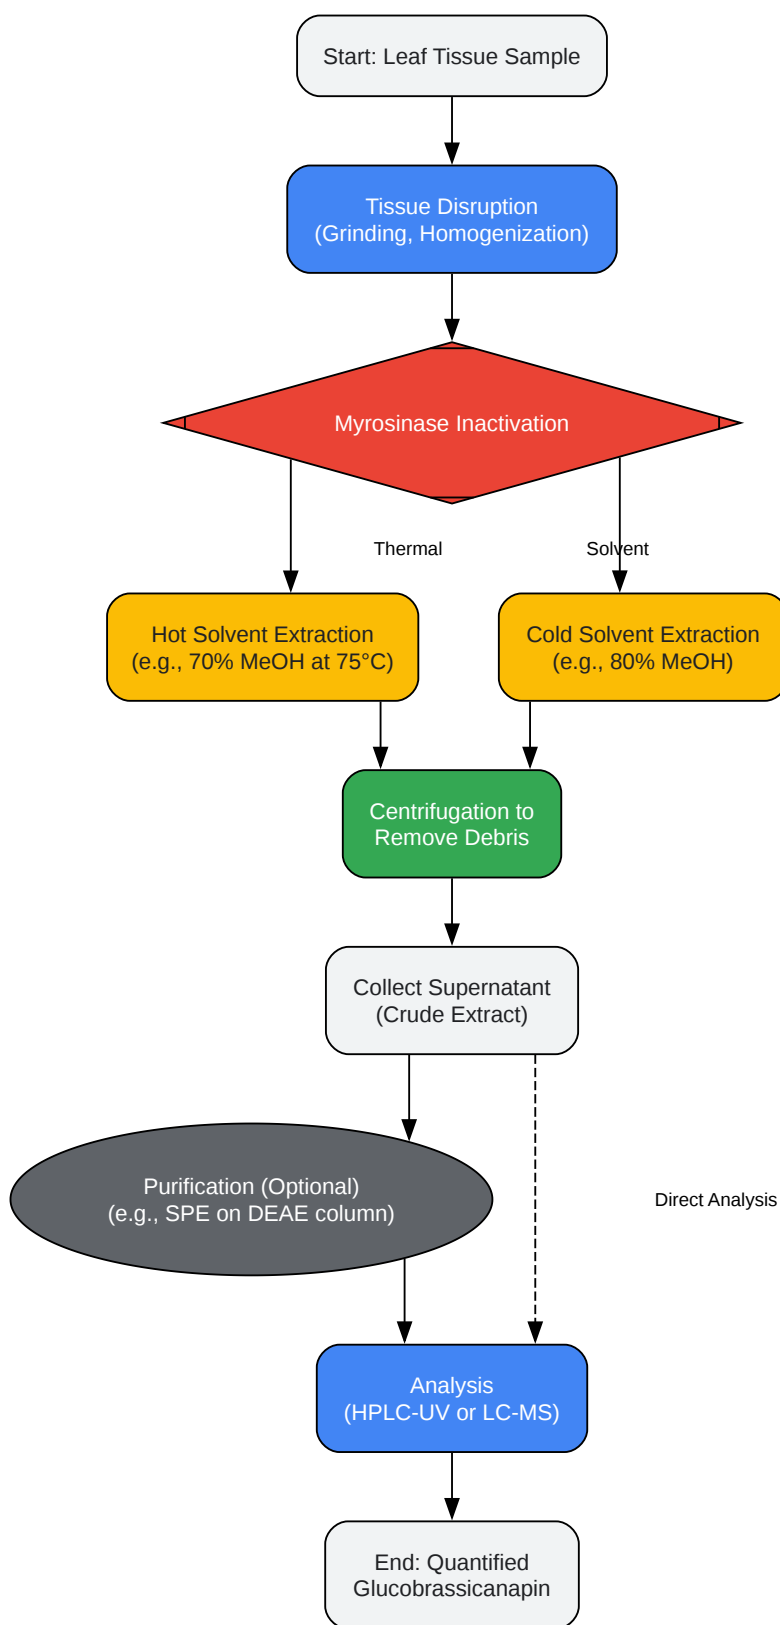 Start: Leaf Tissue Sample
Tissue Disruption
(Grinding, Homogenization)
Myrosinase Inactivation
Thermal
Solvent
Hot Solvent Extraction
(e.g., 70% MeOH at 75°C)
Cold Solvent Extraction
(e.g., 80% MeOH)
Centrifugation to
Remove Debris
Collect Supernatant
(Crude Extract)
Purification (Optional)
(e.g., SPE on DEAE column)
Direct Analysis
Analysis
(HPLC-UV or LC-MS)
End: Quantified
Glucobrassicanapin